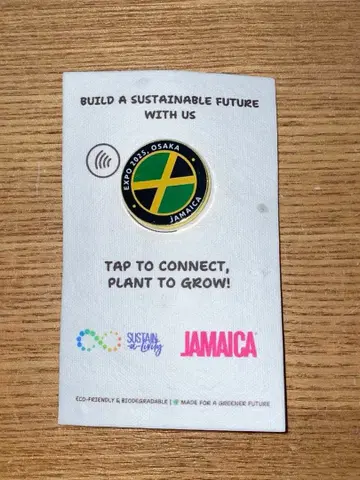 BUILD A SUSTAINABLE FUTURE
WITH US
EXPO 2025, OSAKA
JAMAICA
TAP TO CONNECT,
PLANT TO GROW!
SUSTAIN
-a-living
JAMAICA
ECO-FRIENDLY & BIODEGRADABLE | MADE FOR A GREENER FUTURE